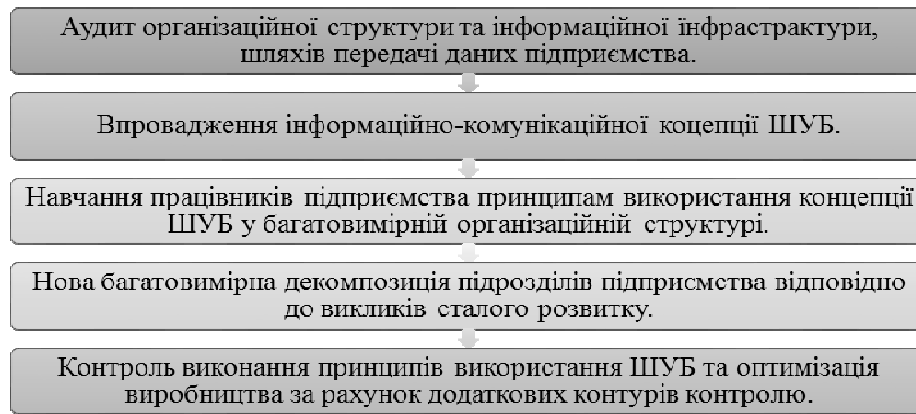 Аудит організаційної структури та інформаційної інфрастрактури,
шляхів передачі даних підприємства.
Впровадження інформаційно-комунікаційної коцепції ШУБ.
Навчання працівників підприємства принципам використання концепції
ШУБ у багатовимірній організаційній структурі.
Нова багатовимірна декомпозиція підрозділів підприємства відповідно
до викликів сталого розвитку.
Контроль виконання принципів використання ШУБ та оптимізація
виробництва за рахунок додаткових контурів контролю.